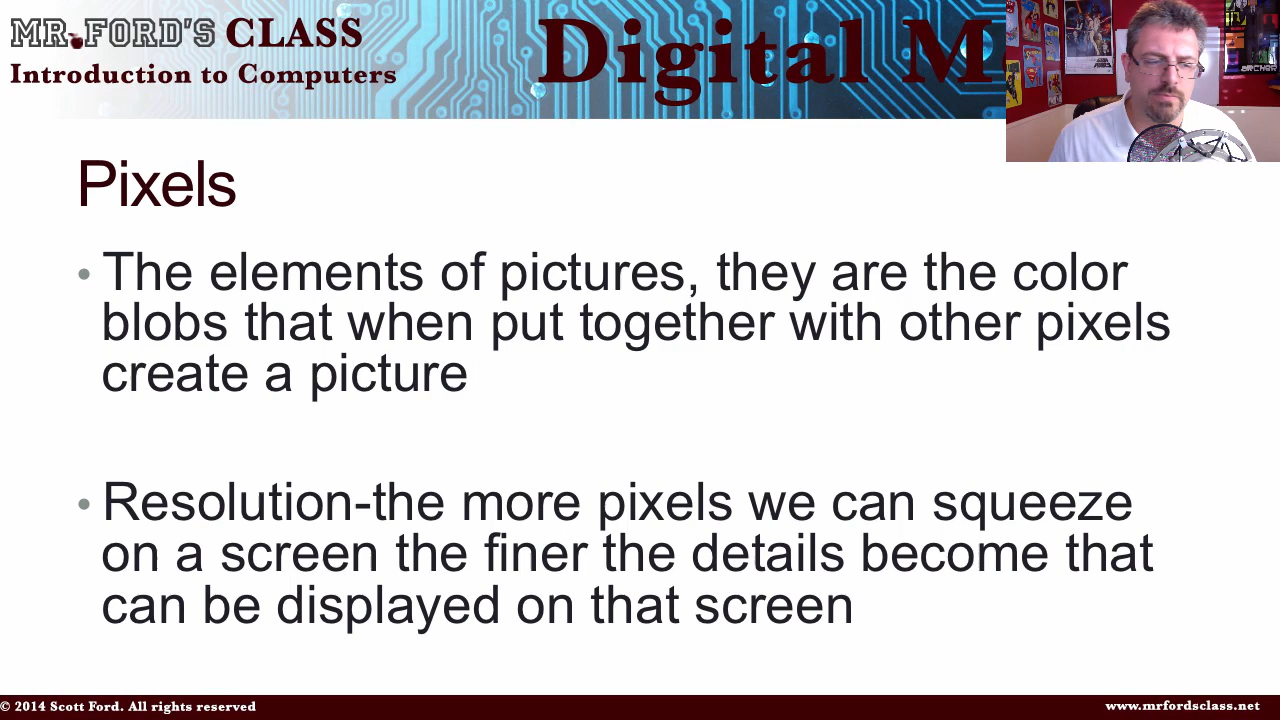 MR.FORD'S CLASS
Introduction to Computers
Digital M
ARCHER
Pixels
• The elements of pictures, they are the color
blobs that when put together with other pixels
create a picture
• Resolution-the more pixels we can squeeze
on a screen the finer the details become that
can be displayed on that screen
© 2014 Scott Ford. All rights reserved
www.mrfordsclass.net